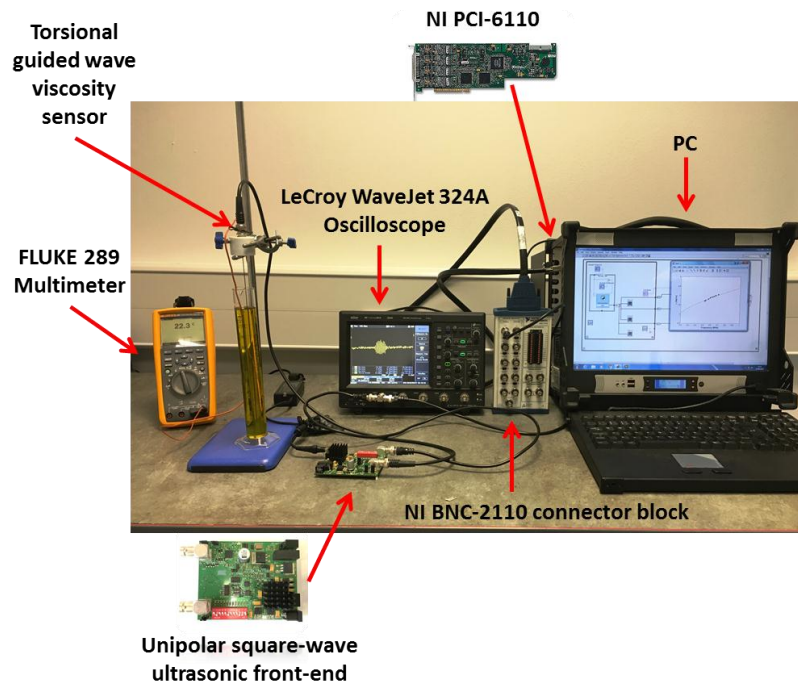 NI PCI-6110
Torsional
guided wave
viscosity
sensor
PC
LeCroy WaveJet 324A
Oscilloscope
FLUKE 289
Multimeter
22.3
NI BNC-2110 connector block
Unipolar square-wave
ultrasonic front-end